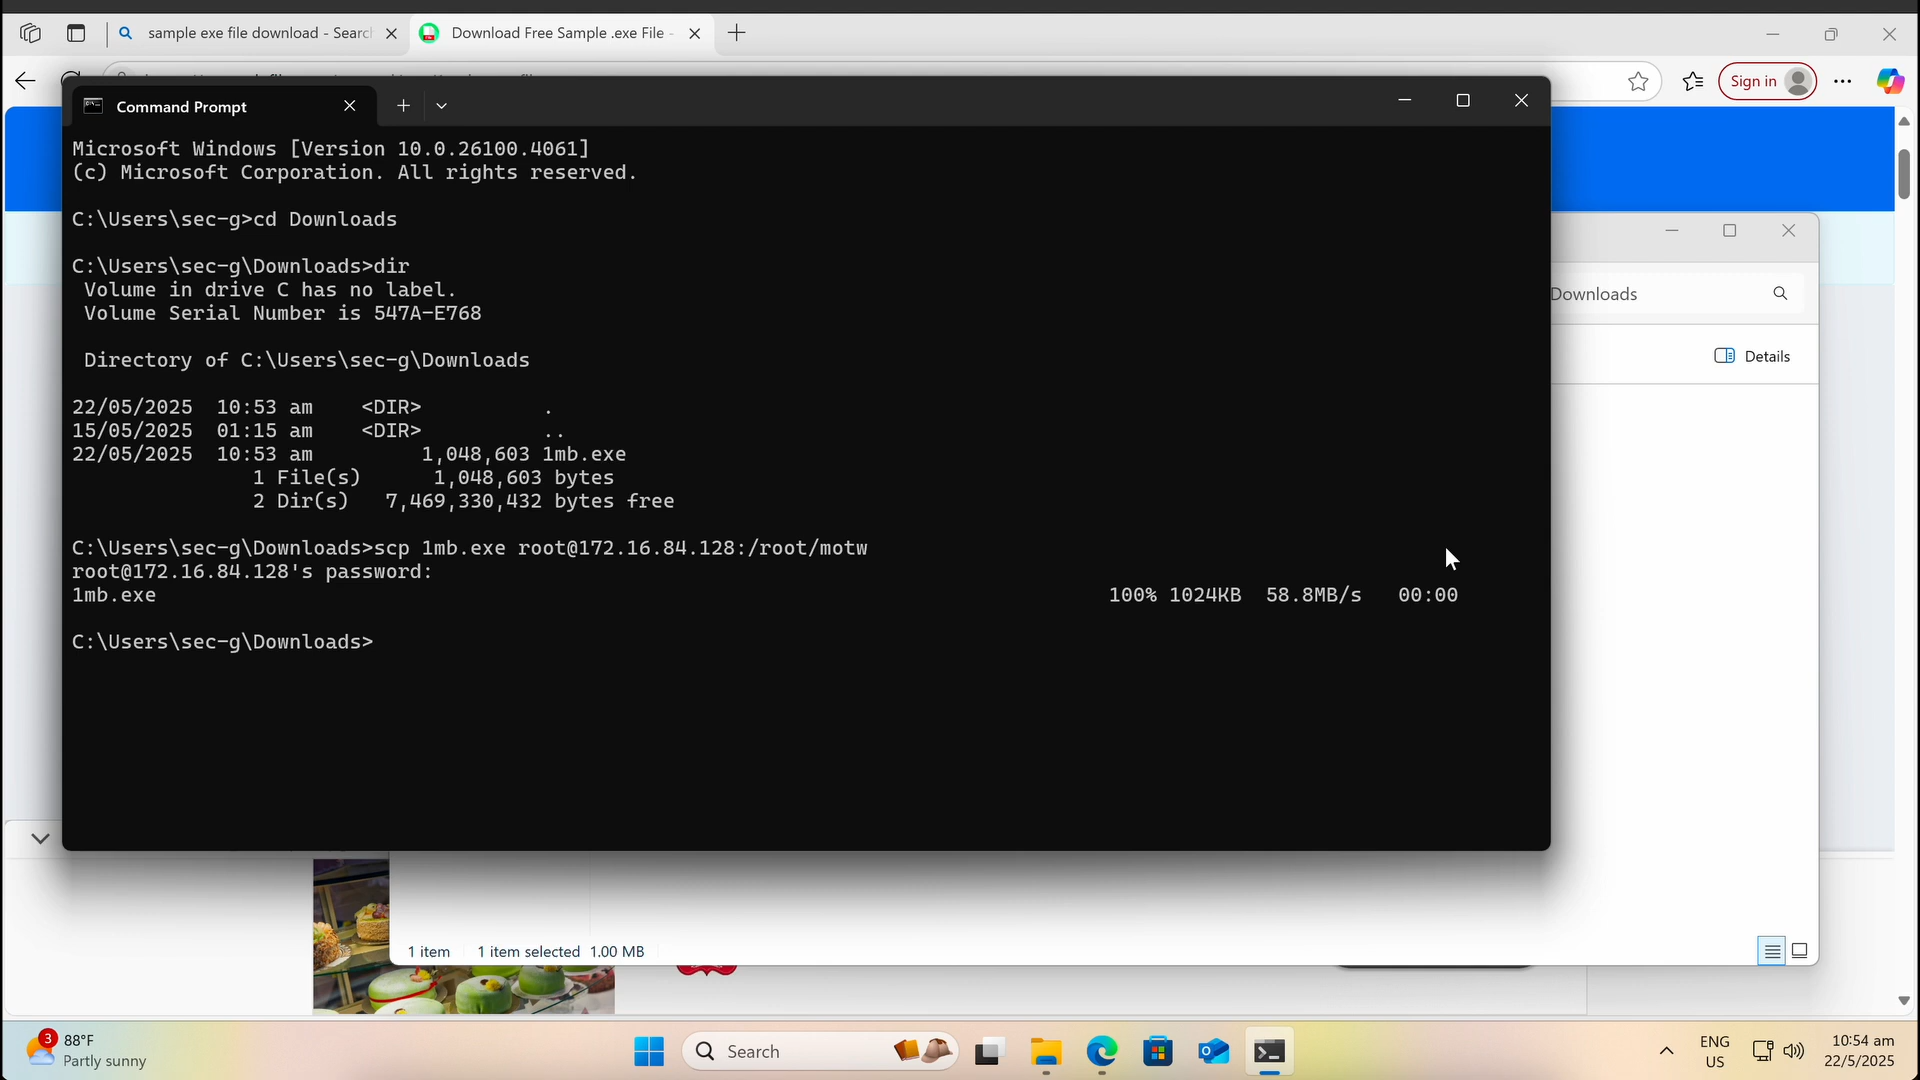 sample exe file download - Search
Download Free Sample .exe File -
Sign in
Command Prompt
Microsoft Windows [Version 10.0.26100.4061]
(c) Microsoft Corporation. All rights reserved.
C:\Users\sec-g>cd Downloads
C:\Users\sec-g\Downloads>dir
Volume in drive C has no label.
Volume Serial Number is 547A-E768
Directory of C:\Users\sec-g\Downloads
22/05/2025  10:53 am    <DIR>          .
15/05/2025  01:15 am    <DIR>          ..
22/05/2025  10:53 am         1,048,603 1mb.exe
1 File(s)      1,048,603 bytes
2 Dir(s)   7,469,330,432 bytes free
C:\Users\sec-g\Downloads>scp 1mb.exe root@172.16.84.128:/root/motw
root@172.16.84.128's password:
1mb.exe 100% 1024KB  58.8MB/s   00:00
C:\Users\sec-g\Downloads>
Downloads
Details
1 item 1 item selected 1.00 MB
3
88°F
Partly sunny
Search
ENG
US
10:54 am
22/5/2025